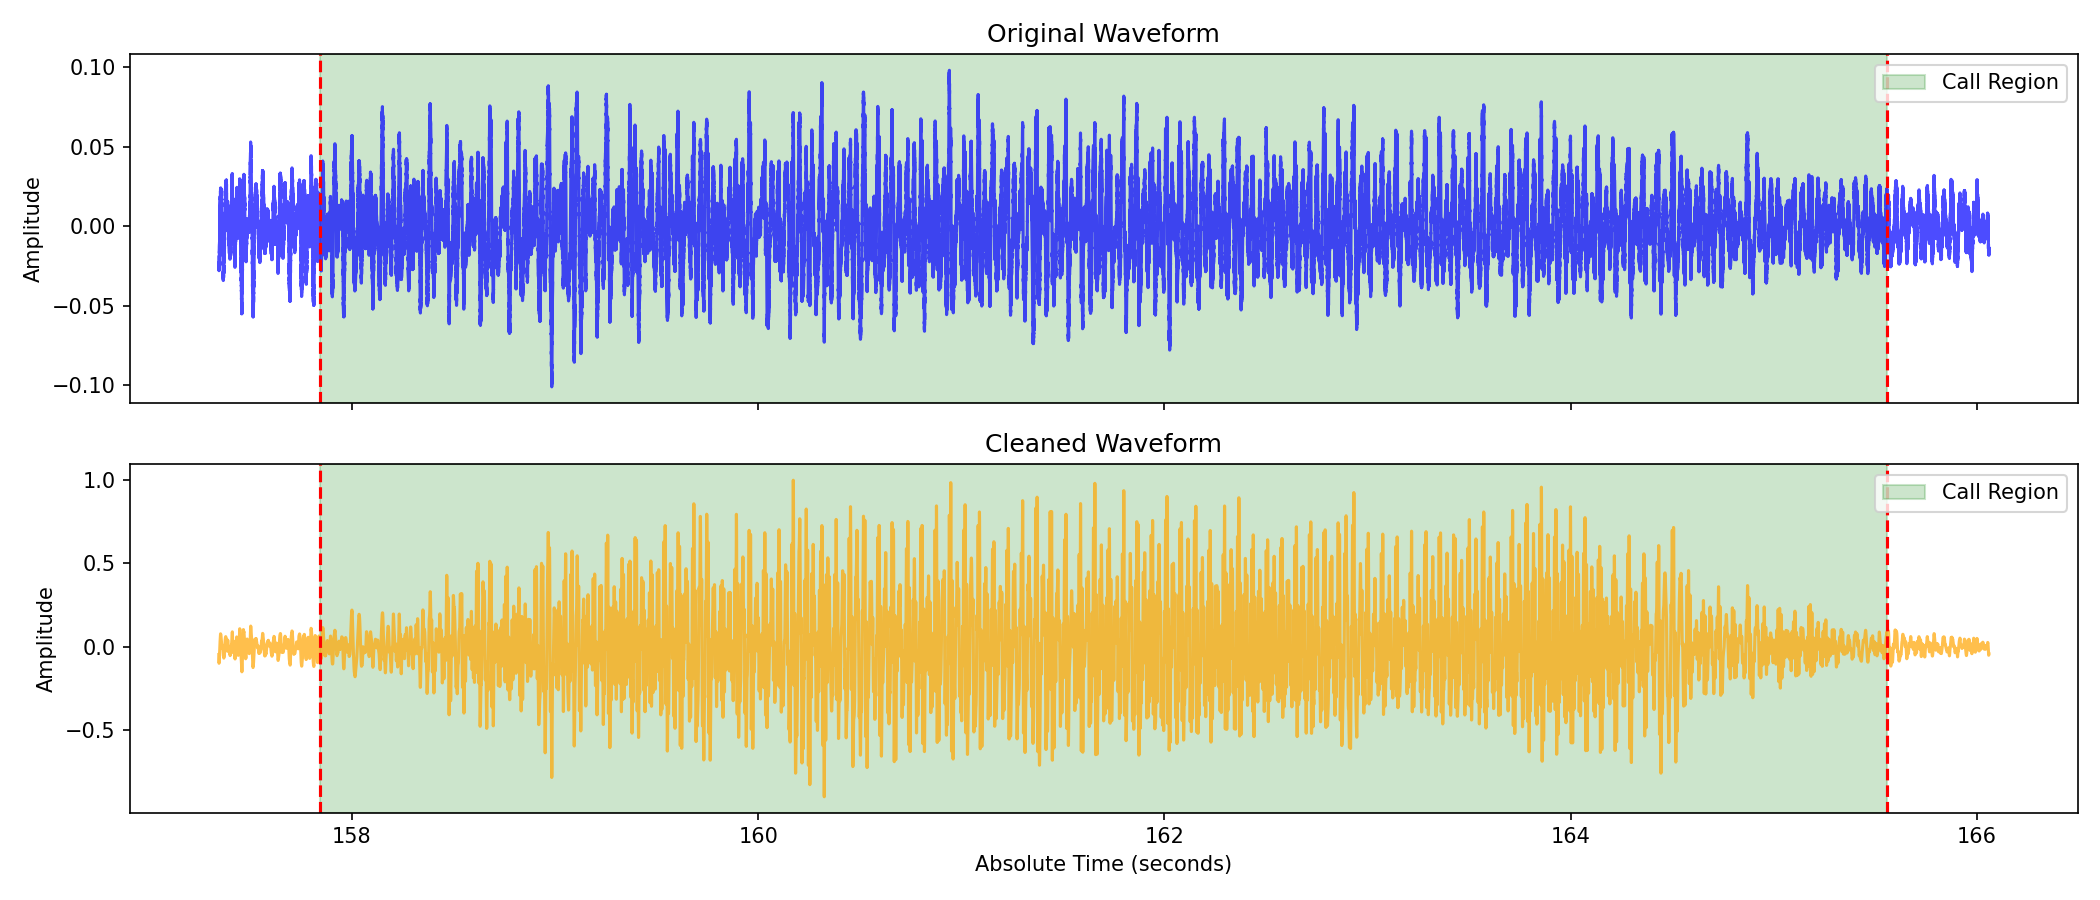 Original Waveform
0.10
0.05
0.00
−0.05
−0.10
Amplitude
Call Region
Cleaned Waveform
1.0
0.5
0.0
−0.5
Amplitude
Call Region
158 160 162 164 166
Absolute Time (seconds)